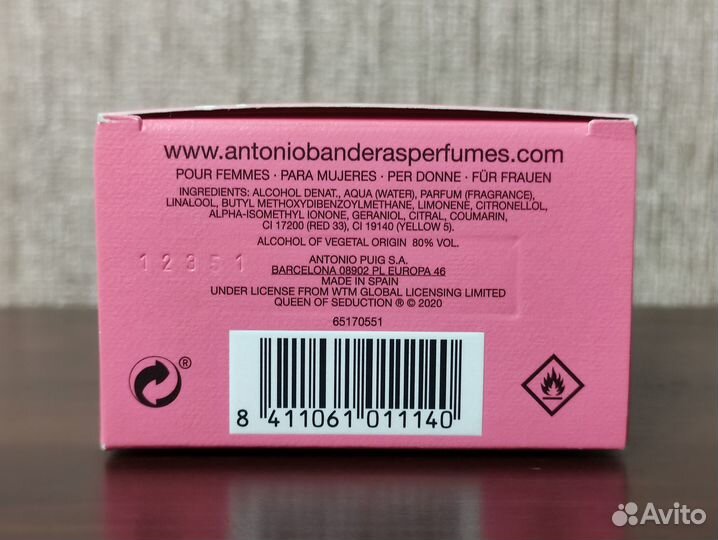 www.antoniobanderasperfumes.com
POUR FEMMES · PARA MUJERES · PER DONNE · FÜR FRAUEN
INGREDIENTS: ALCOHOL DENAT., AQUA (WATER), PARFUM (FRAGRANCE),
LINALOOL, BUTYL METHOXYDIBENZOYLMETHANE, LIMONENE, CITRONELLOL,
ALPHA-ISOMETHYL IONONE, GERANIOL, CITRAL, COUMARIN,
CI 17200 (RED 33), CI 19140 (YELLOW 5).
ALCOHOL OF VEGETAL ORIGIN 80% VOL.
12351
ANTONIO PUIG S.A.
BARCELONA 08902 PL EUROPA 46
MADE IN SPAIN
UNDER LICENSE FROM WTM GLOBAL LICENSING LIMITED
QUEEN OF SEDUCTION ® © 2020
65170551
®
8 411061 011140
Avito